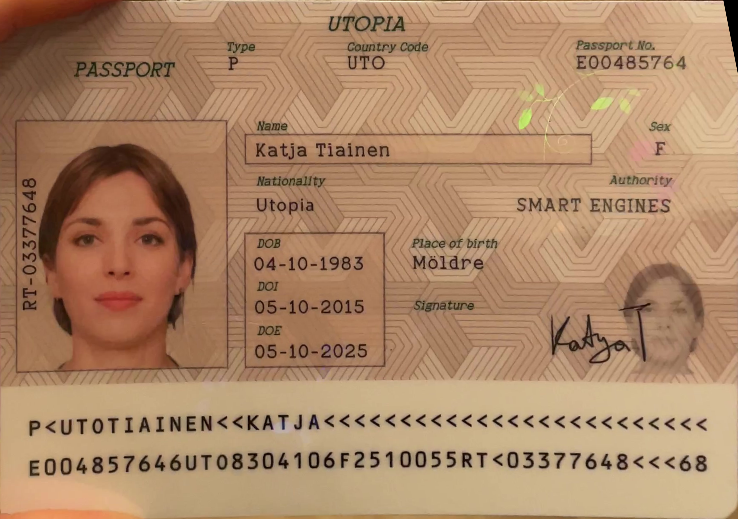 UTOPIA
PASSPORT
Type
P
Country Code
UTO
Passport No.
E00485764
Name
Katja Tiainen
Sex
F
Nationality
Utopia
Authority
SMART ENGINES
RT-03377648
DOB
04-10-1983
DOI
05-10-2015
DOE
05-10-2025
Place of birth
Möldre
Signature
Katya T
P<UTOTIAINEN<<KATJA<<<<<<<<<<<<<<<<<<<<<<<<<
E004857646UTO8304106F2510055RT<03377648<<<68